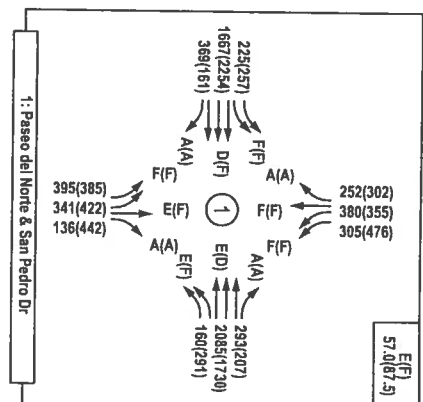 1: Paseo del Norte & San Pedro Dr
E(F)
57.0(87.5)
225(257)
1667(2254)
369(161)
A(A)
D(F)
F(F)
252(302)
380(355)
305(476)
A(A)
F(F)
F(F)
395(385)
341(422)
136(442)
F(F)
E(F)
A(A)
1
E(F)
E(D)
A(A)
160(291)
2085(1730)
293(207)